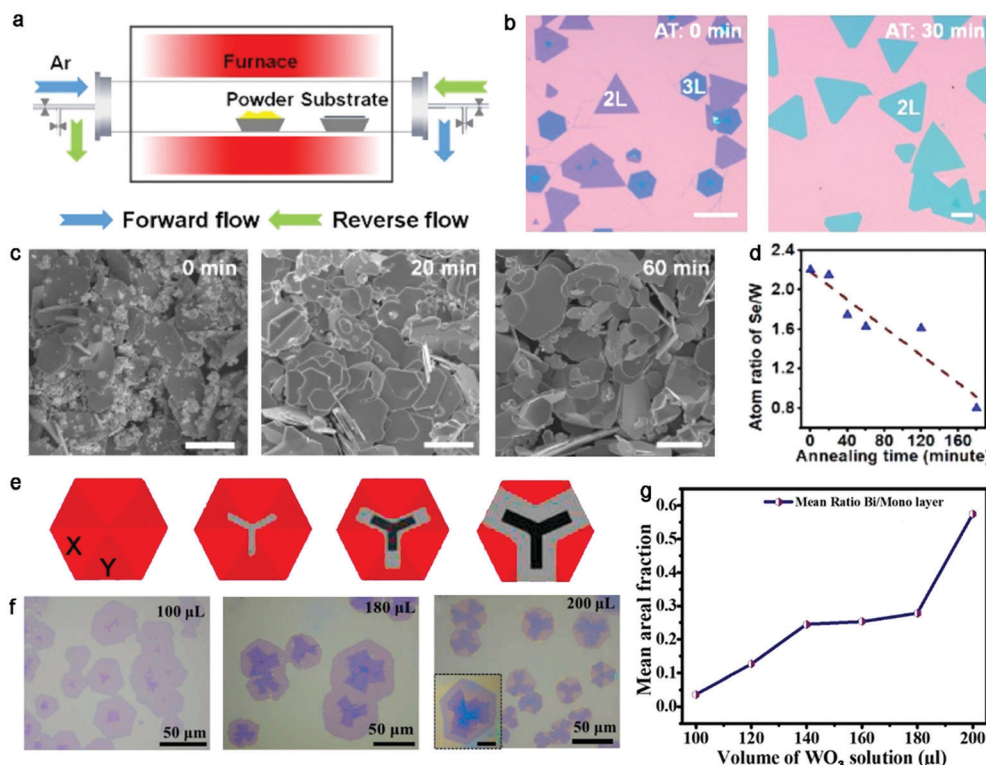 a
Ar
Furnace
Powder Substrate
Forward flow
Reverse flow
b
AT: 0 min
2L
3L
AT: 30 min
2L
c
0 min
20 min
60 min
d
Atom ratio of Se/W
2.4
2.0
1.6
1.2
0.8
0 40 80 120 160
Annealing time (minute)
e
X
Y
f
100 μL
50 μm
180 μL
50 μm
200 μL
50 μm
g
Mean Ratio Bi/Mono layer
Mean areal fraction
0.6
0.5
0.4
0.3
0.2
0.1
0.0
100 120 140 160 180 200
Volume of WO₃ solution (μl)